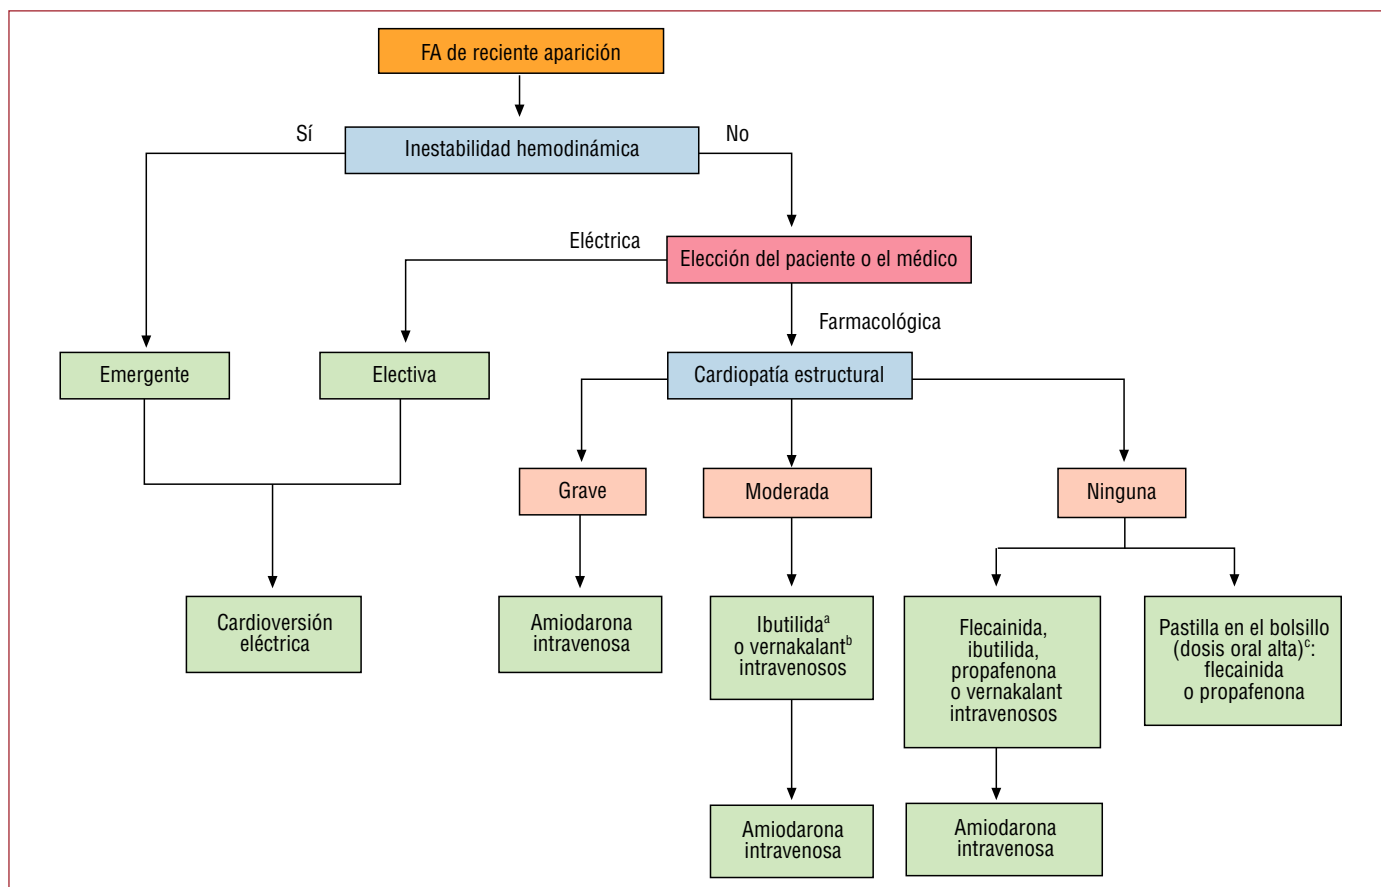 FA de reciente aparición
Sí
No
Inestabilidad hemodinámica
Eléctrica
Elección del paciente o el médico
Farmacológica
Emergente
Electiva
Cardiopatía estructural
Grave
Moderada
Ninguna
Cardioversión
eléctrica
Amiodarona
intravenosa
Ibutilidaᵃ
o vernakalantᵇ
intravenosos
Flecainida,
ibutilida,
propafenona
o vernakalant
intravenosos
Pastilla en el bolsillo
(dosis oral alta)ᶜ:
flecainida
o propafenona
Amiodarona
intravenosa
Amiodarona
intravenosa